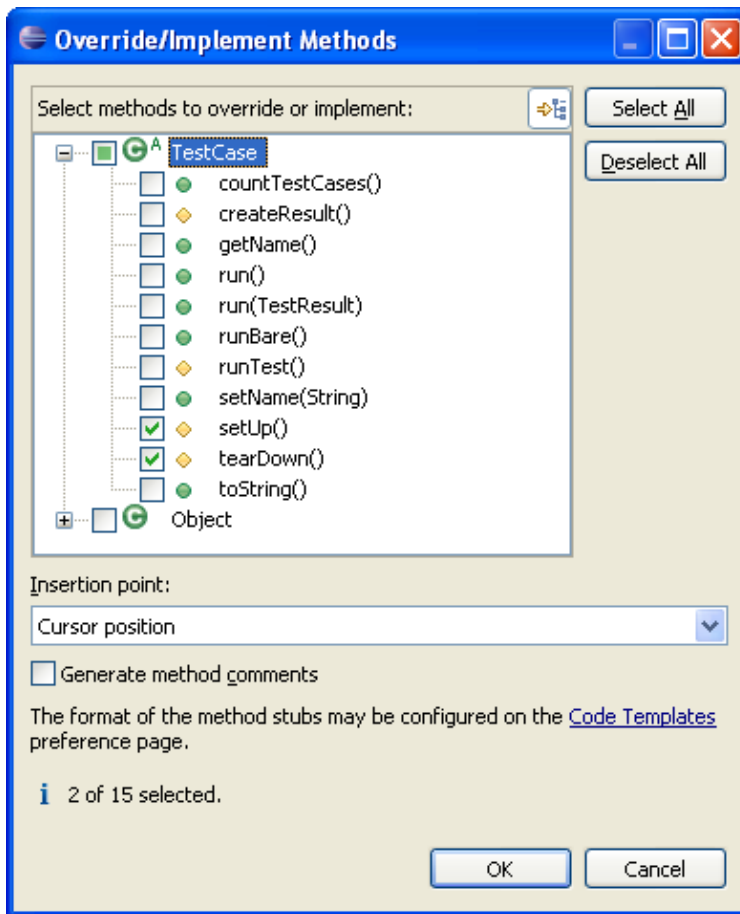 Override/Implement Methods
Select methods to override or implement:
Select All
TestCase
Deselect All
countTestCases()
createResult()
getName()
run()
run(TestResult)
runBare()
runTest()
setName(String)
setUp()
tearDown()
toString()
Object
Insertion point:
Cursor position
Generate method comments
The format of the method stubs may be configured on the Code Templates
preference page.
2 of 15 selected.
OK
Cancel